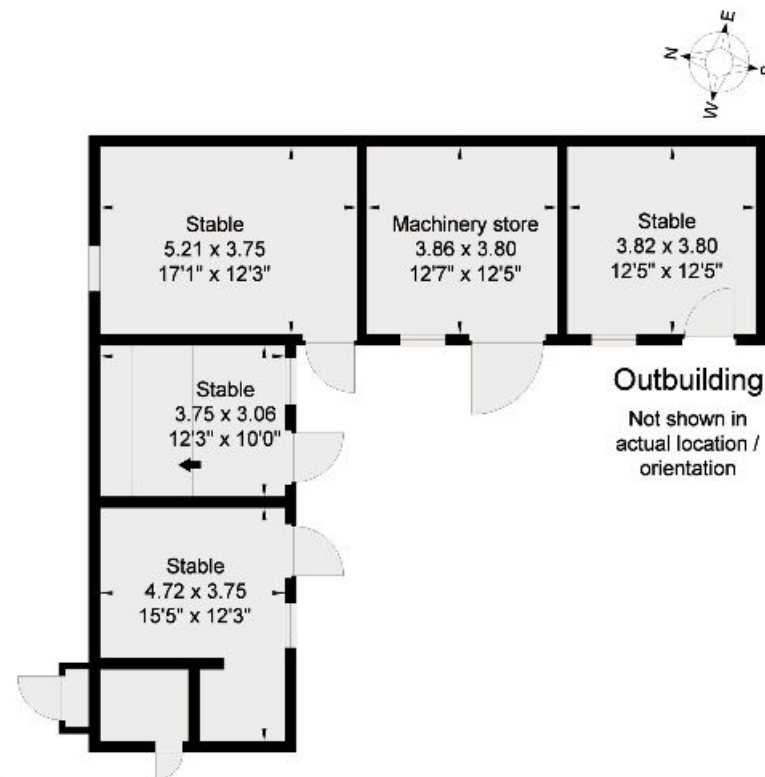 E
N
S
W
Stable
5.21 x 3.75
17'1" x 12'3"
Machinery store
3.86 x 3.80
12'7" x 12'5"
Stable
3.82 x 3.80
12'5" x 12'5"
Stable
3.75 x 3.06
12'3" x 10'0"
Outbuilding
Not shown in
actual location /
orientation
Stable
4.72 x 3.75
15'5" x 12'3"